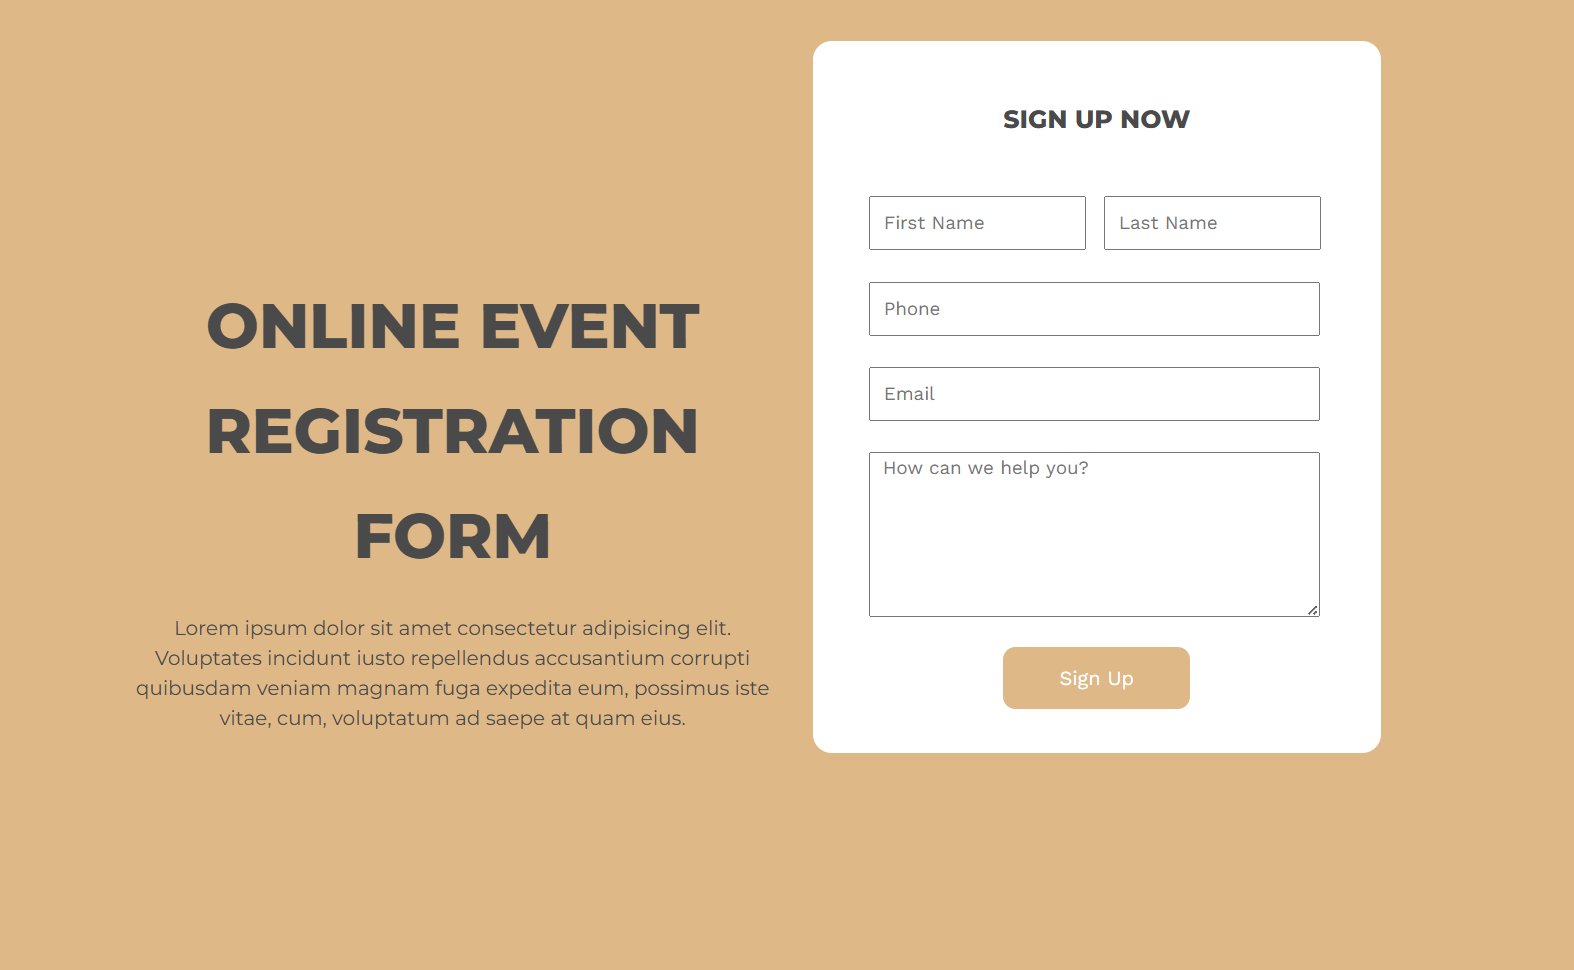 ONLINE EVENT
REGISTRATION
FORM
Lorem ipsum dolor sit amet consectetur adipisicing elit.
Voluptates incidunt iusto repellendus accusantium corrupti
quibusdam veniam magnam fuga expedita eum, possimus iste
vitae, cum, voluptatum ad saepe at quam eius.
SIGN UP NOW
First Name
Last Name
Phone
Email
How can we help you?
Sign Up